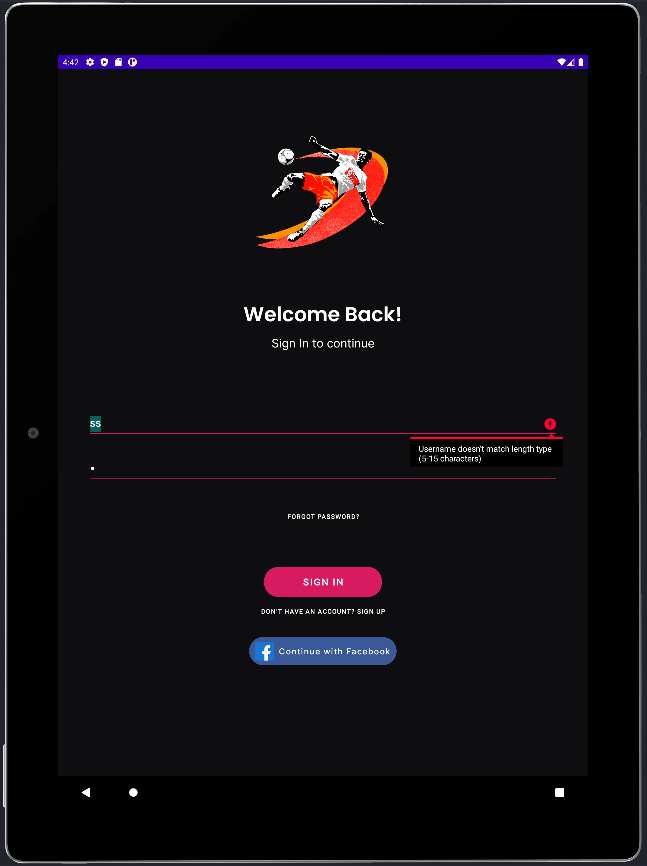 4:42
Welcome Back!
Sign In to continue
ss
Username doesn't match length type
(5-15 characters)
•
FORGOT PASSWORD?
SIGN IN
DON'T HAVE AN ACCOUNT? SIGN UP
f Continue with Facebook